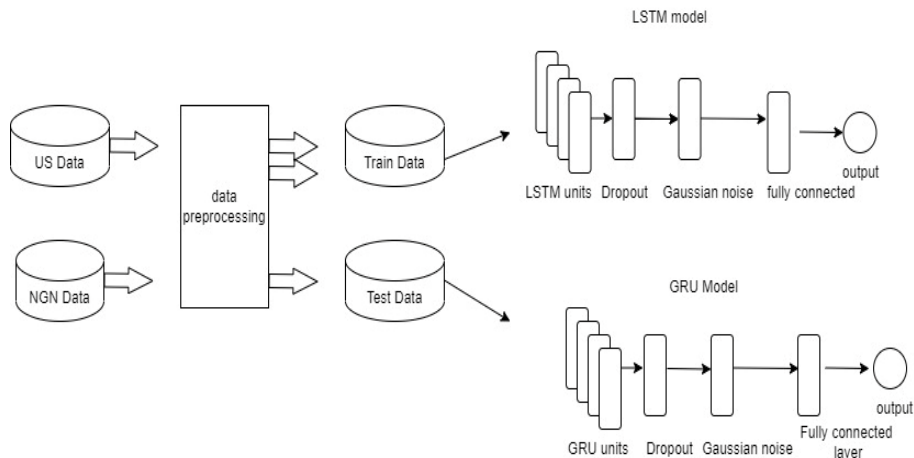 LSTM model
US Data
Train Data
LSTM units
Dropout
Gaussian noise
fully connected
output
data
preprocessing
NGN Data
Test Data
GRU Model
GRU units
Dropout
Gaussian noise
Fully connected
layer
output